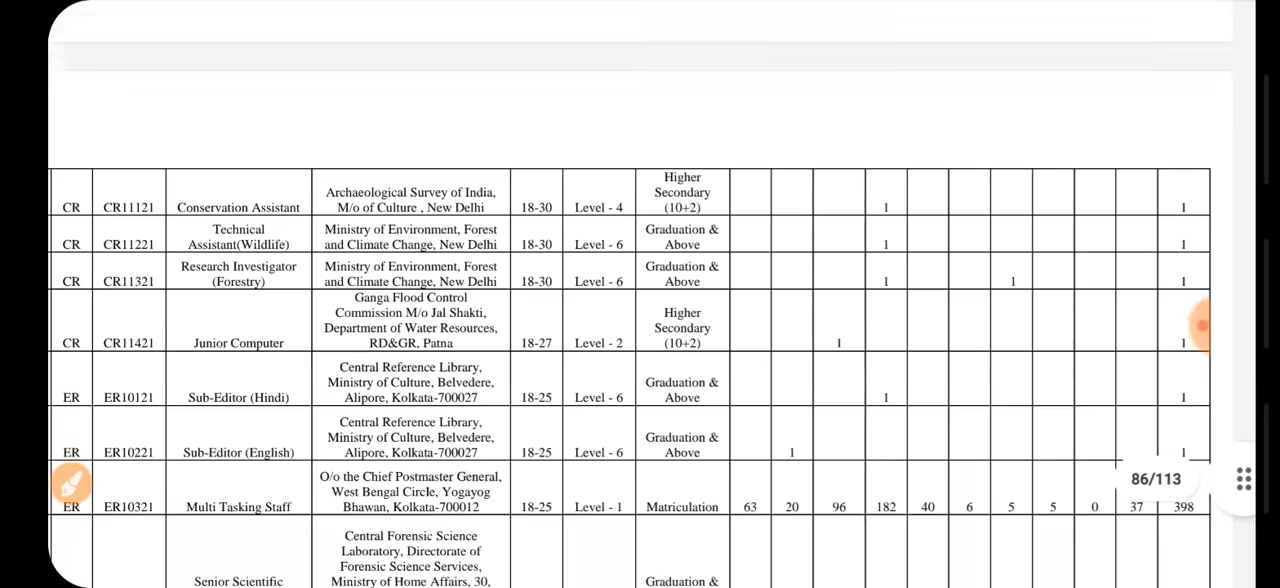 CR CR11121 Conservation Assistant Archaeological Survey of India, M/o of Culture , New Delhi 18-30 Level - 4 Higher Secondary (10+2) 1 1
CR CR11221 Technical Assistant(Wildlife) Ministry of Environment, Forest and Climate Change, New Delhi 18-30 Level - 6 Graduation & Above 1 1
CR CR11321 Research Investigator (Forestry) Ministry of Environment, Forest and Climate Change, New Delhi 18-30 Level - 6 Graduation & Above 1 1 1
CR CR11421 Junior Computer Ganga Flood Control Commission M/o Jal Shakti, Department of Water Resources, RD&GR, Patna 18-27 Level - 2 Higher Secondary (10+2) 1 1
ER ER10121 Sub-Editor (Hindi) Central Reference Library, Ministry of Culture, Belvedere, Alipore, Kolkata-700027 18-25 Level - 6 Graduation & Above 1 1
ER ER10221 Sub-Editor (English) Central Reference Library, Ministry of Culture, Belvedere, Alipore, Kolkata-700027 18-25 Level - 6 Graduation & Above 1 1
86/113
ER ER10321 Multi Tasking Staff O/o the Chief Postmaster General, West Bengal Circle, Yogayog Bhawan, Kolkata-700012 18-25 Level - 1 Matriculation 63 20 96 182 40 6 5 5 0 37 398
Senior Scientific Central Forensic Science Laboratory, Directorate of Forensic Science Services, Ministry of Home Affairs, 30, Graduation &